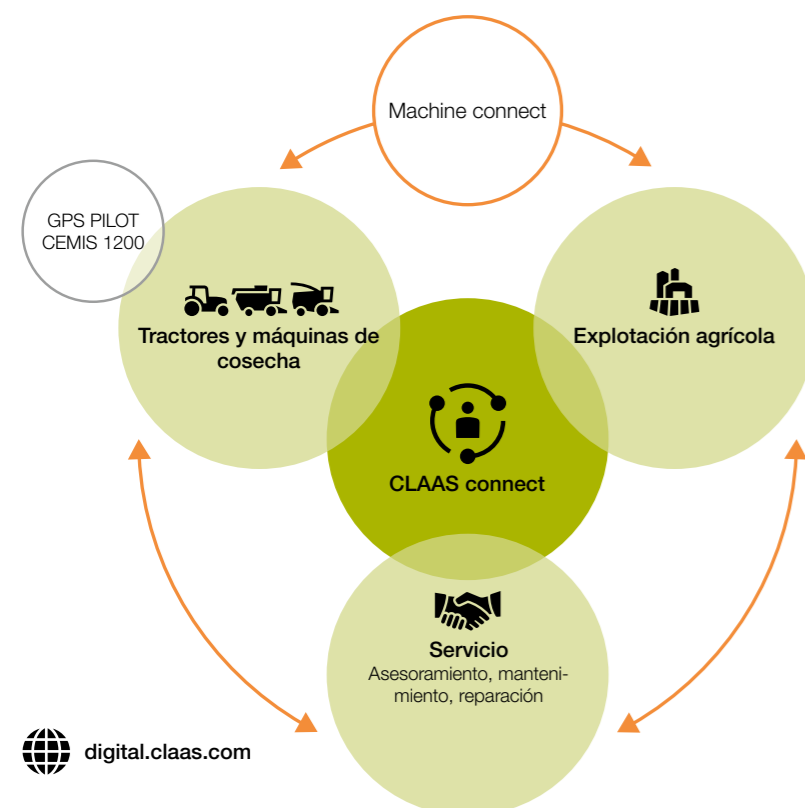 Machine connect
GPS PILOT
CEMIS 1200
Tractores y máquinas de
cosecha
Explotación agrícola
CLAAS connect
Servicio
Asesoramiento, manteni-
miento, reparación
digital.claas.com